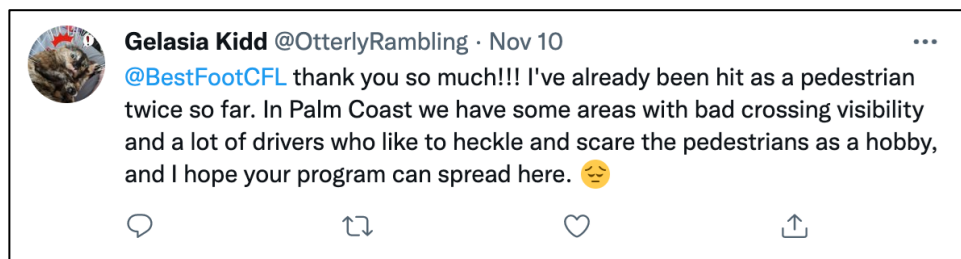 Gelasia Kidd @OtterlyRambling · Nov 10
@BestFootCFL thank you so much!!! I've already been hit as a pedestrian
twice so far. In Palm Coast we have some areas with bad crossing visibility
and a lot of drivers who like to heckle and scare the pedestrians as a hobby,
and I hope your program can spread here. 😔